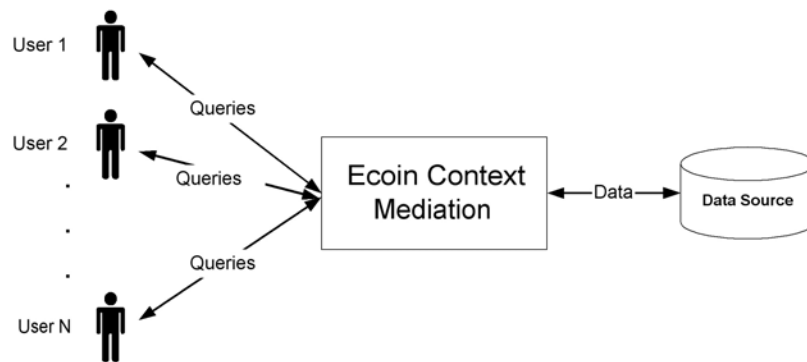 User 1
Queries
User 2
Queries
Ecoin Context
Mediation
Data
Data Source
.
.
.
Queries
User N